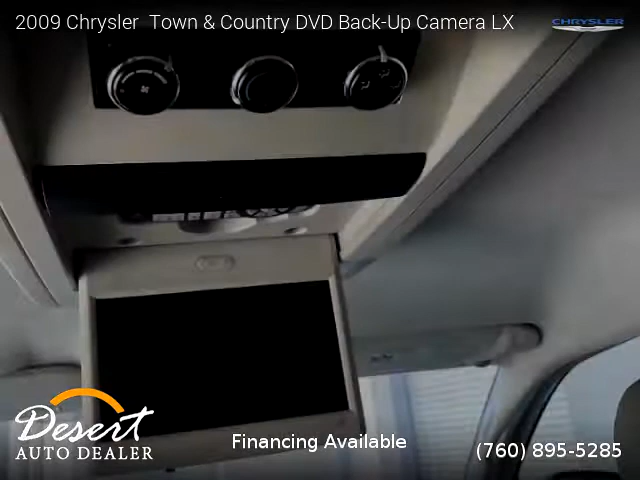 2009 Chrysler Town & Country DVD Back-Up Camera LX
CHRYSLER
Desert
AUTO DEALER
Financing Available
(760) 895-5285